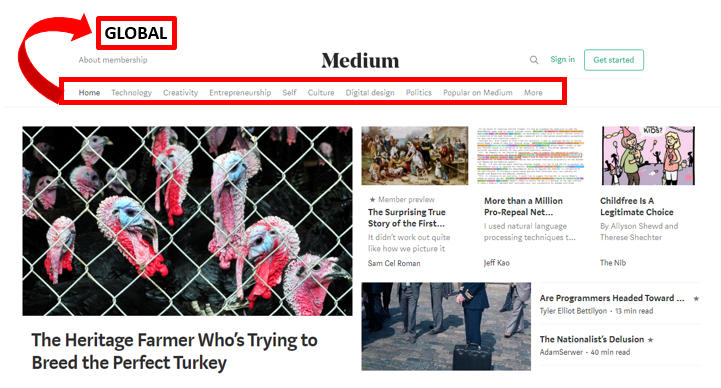 GLOBAL
About membership
Medium
Sign in
Get started
Home Technology Creativity Entrepreneurship Self Culture Digital design Politics Popular on Medium More
The Heritage Farmer Who's Trying to
Breed the Perfect Turkey
★ Member preview
The Surprising True
Story of the First...
It didn't work out quite
like how we picture it
Sam Cel Roman
More than a Million
Pro-Repeal Net...
I used natural language
processing techniques t...
Jeff Kao
KIDS?
Childfree Is A
Legitimate Choice
By Allyson Shewd and
Therese Shechter
The Nib
Are Programmers Headed Toward ... ★
Tyler Elliot Bettilyon · 13 min read
The Nationalist's Delusion ★
AdamSerwer · 40 min read